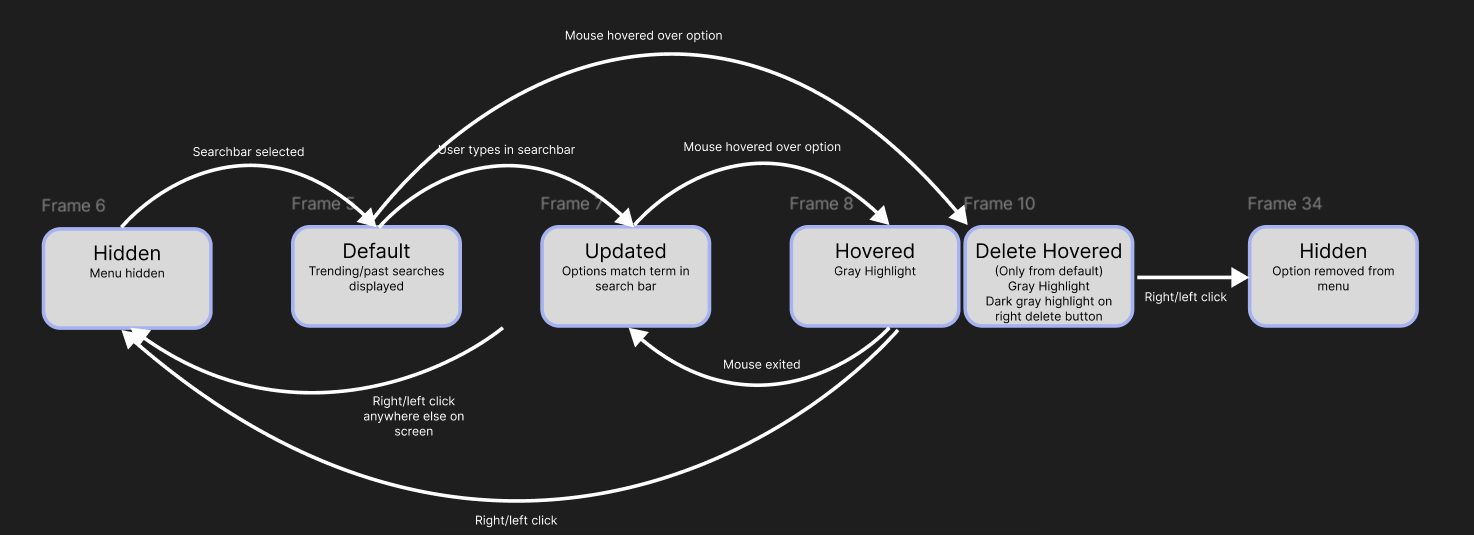 Mouse hovered over option
Searchbar selected
User types in searchbar
Mouse hovered over option
Frame 6
Frame 5
Frame 7
Frame 8
Frame 10
Frame 34
Hidden
Menu hidden
Default
Trending/past searches
displayed
Updated
Options match term in
search bar
Hovered
Gray Highlight
Delete Hovered
(Only from default)
Gray Highlight
Dark gray highlight on
right delete button
Right/left click
Hidden
Option removed from
menu
Mouse exited
Right/left click
anywhere else on
screen
Right/left click